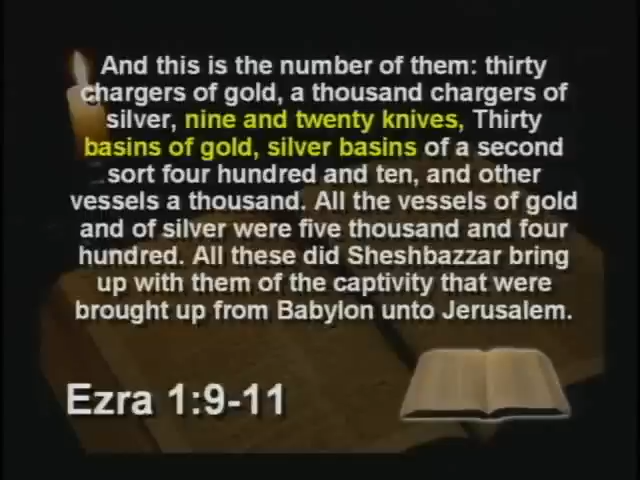 And this is the number of them: thirty
chargers of gold, a thousand chargers of
silver, nine and twenty knives, Thirty
basins of gold, silver basins of a second
sort four hundred and ten, and other
vessels a thousand. All the vessels of gold
and of silver were five thousand and four
hundred. All these did Sheshbazzar bring
up with them of the captivity that were
brought up from Babylon unto Jerusalem.
Ezra 1:9-11